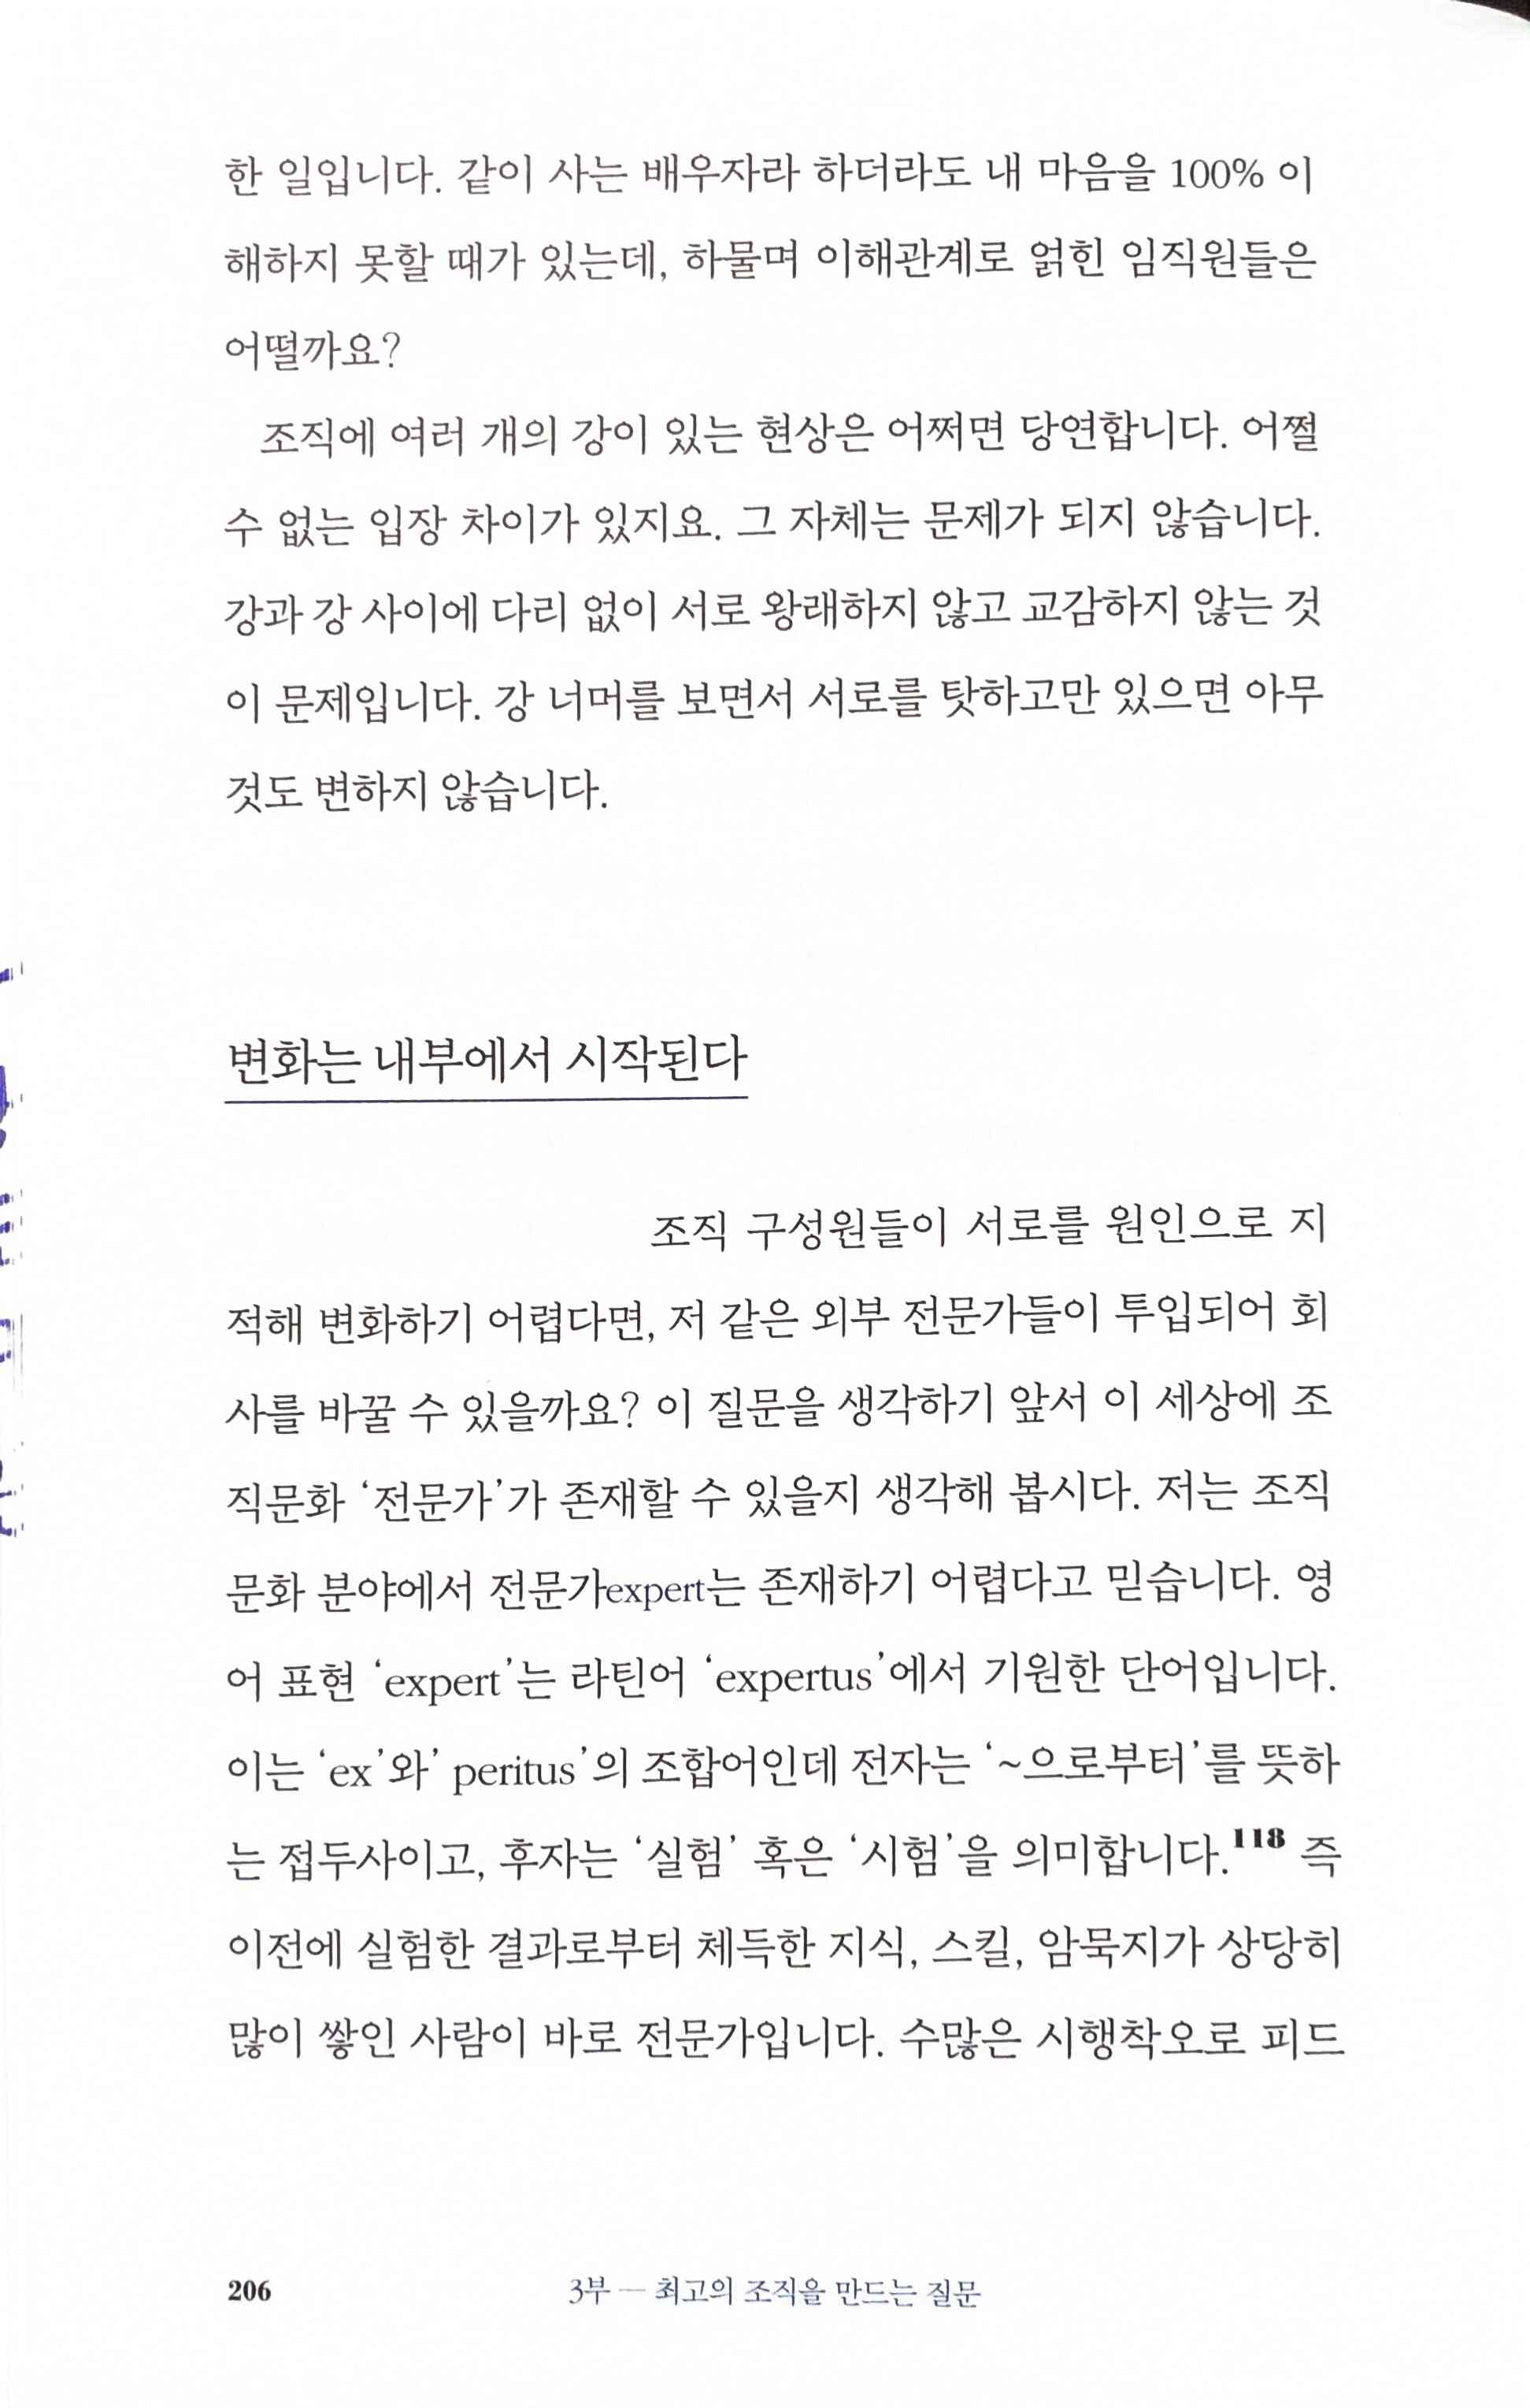 한 일입니다. 같이 사는 배우자라 하더라도 내 마음을 100% 이
해하지 못할 때가 있는데, 하물며 이해관계로 얽힌 임직원들은
어떨까요?
조직에 여러 개의 강이 있는 현상은 어쩌면 당연합니다. 어쩔
수 없는 입장 차이가 있지요. 그 자체는 문제가 되지 않습니다.
강과 강 사이에 다리 없이 서로 왕래하지 않고 교감하지 않는 것
이 문제입니다. 강 너머를 보면서 서로를 탓하고만 있으면 아무
것도 변하지 않습니다.
변화는 내부에서 시작된다
조직 구성원들이 서로를 원인으로 지
적해 변화하기 어렵다면, 저 같은 외부 전문가들이 투입되어 회
사를 바꿀 수 있을까요? 이 질문을 생각하기 앞서 이 세상에 조
직문화 ‘전문가’가 존재할 수 있을지 생각해 봅시다. 저는 조직
문화 분야에서 전문가expert는 존재하기 어렵다고 믿습니다. 영
어 표현 ‘expert’는 라틴어 ‘expertus’에서 기원한 단어입니다.
이는 ‘ex’와’ peritus’의 조합어인데 전자는 ‘~으로부터’를 뜻하
는 접두사이고, 후자는 ‘실험’ 혹은 ‘시험’을 의미합니다.118 즉
이전에 실험한 결과로부터 체득한 지식, 스킬, 암묵지가 상당히
많이 쌓인 사람이 바로 전문가입니다. 수많은 시행착오로 피드
206 3부 — 최고의 조직을 만드는 질문